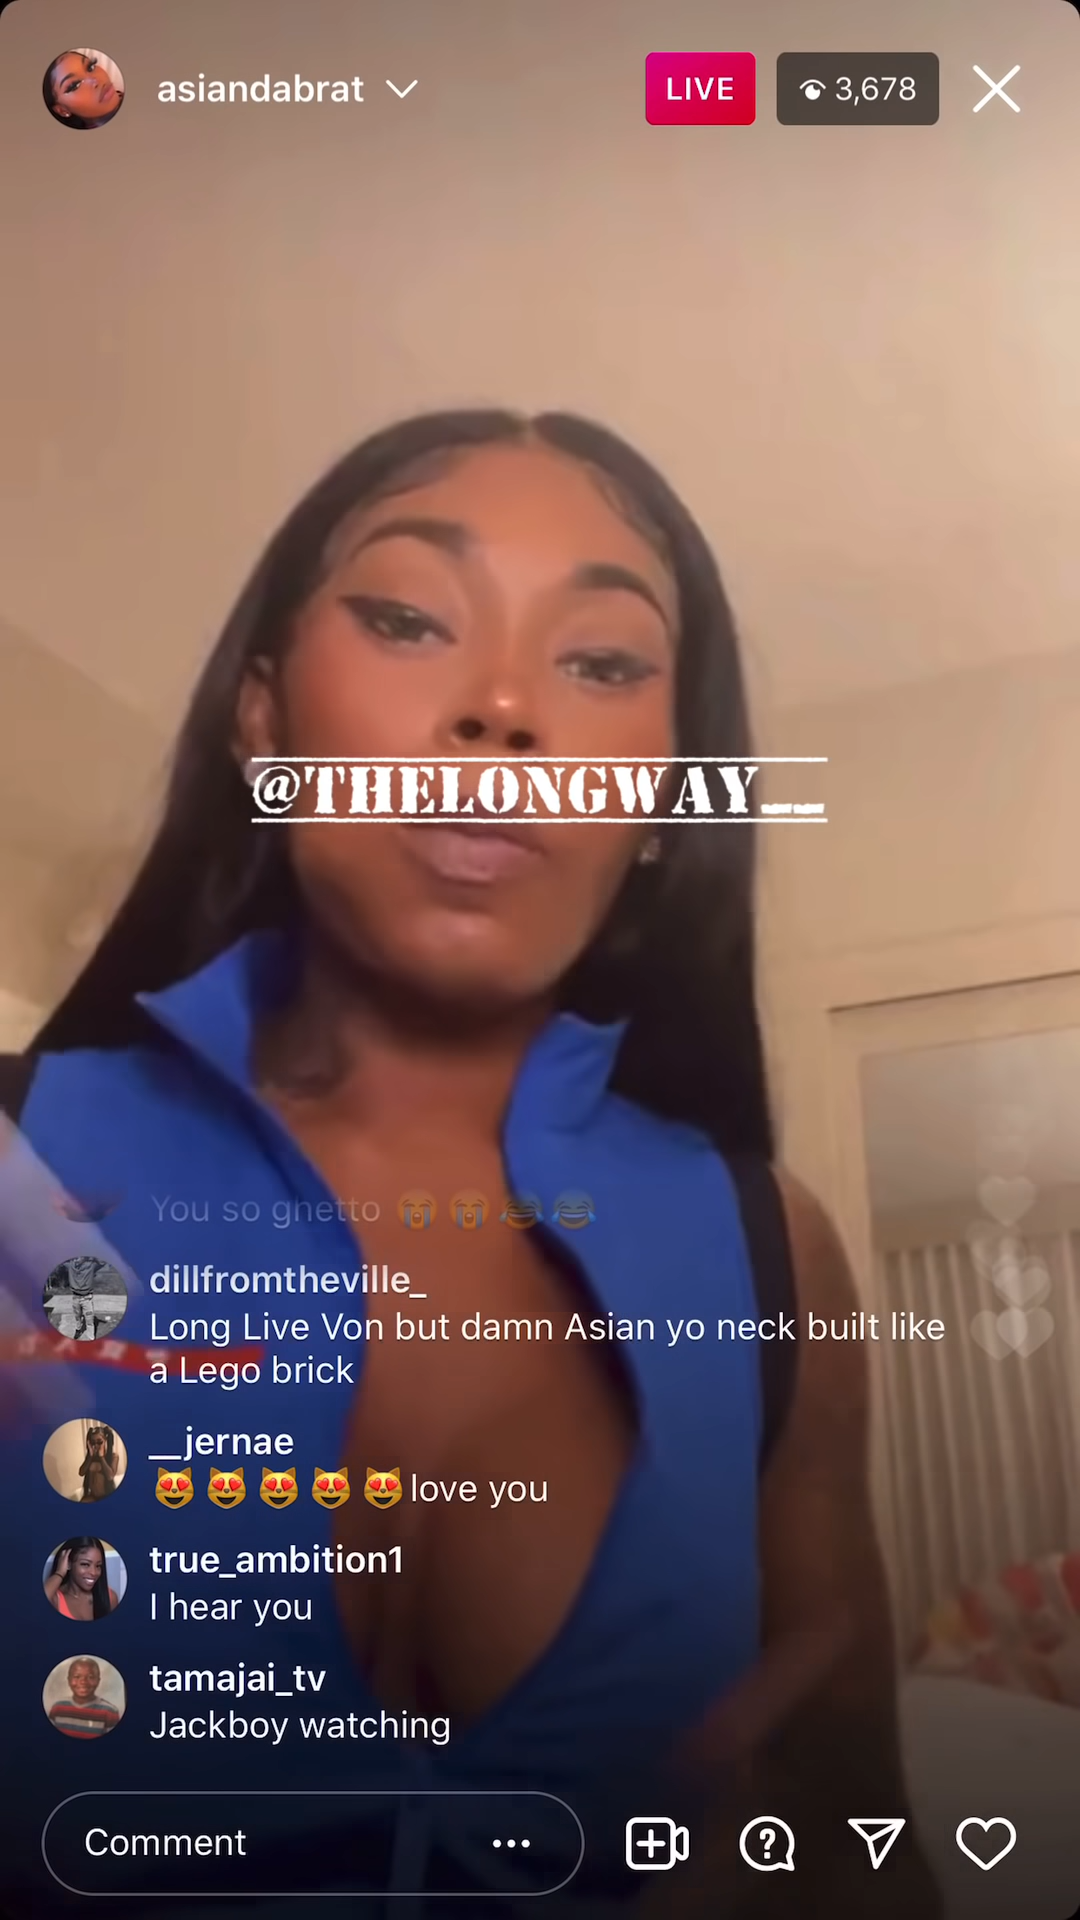 asiandabrat
LIVE
3,678
@THELONGWAY__
You so ghetto 😭😭😂😂
dillfromtheville_
Long Live Von but damn Asian yo neck built like
a Lego brick
__jernae
😻😻😻😻😻love you
true_ambition1
I hear you
tamajai_tv
Jackboy watching
Comment